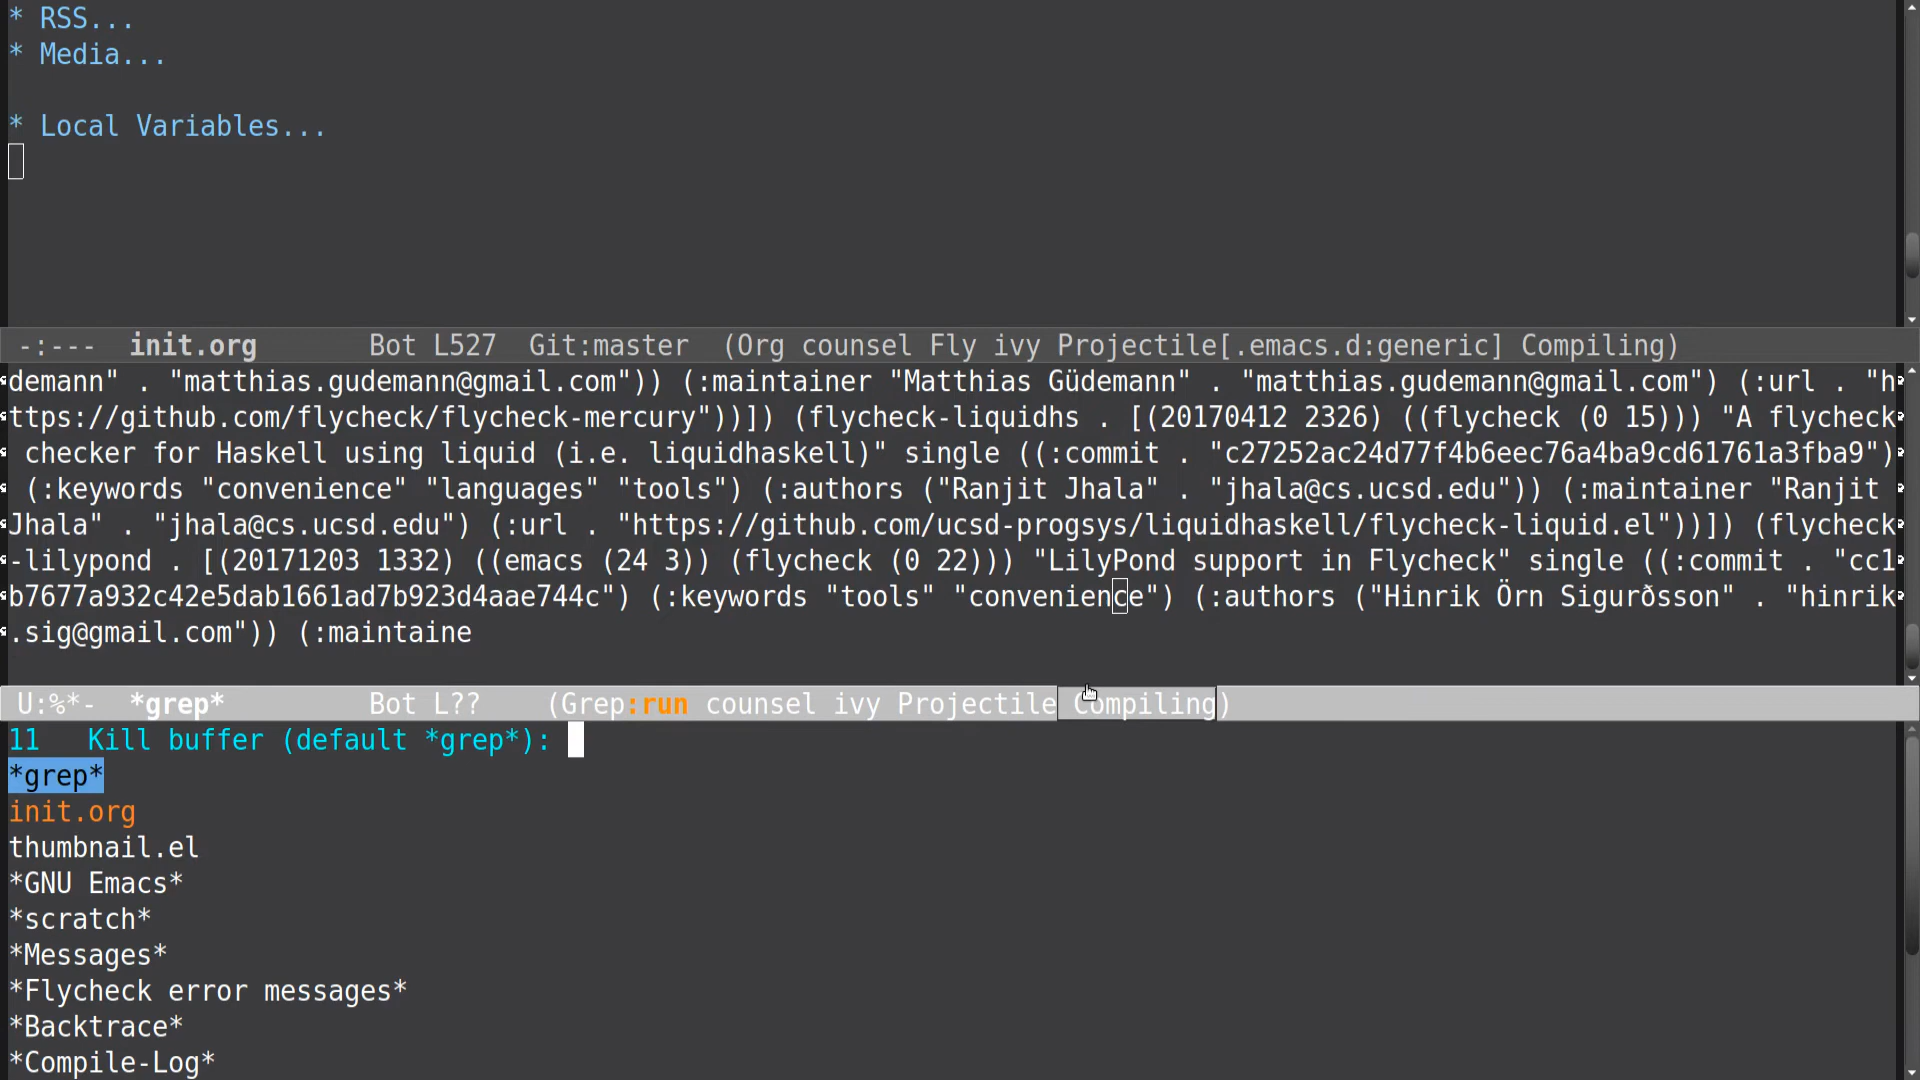 * RSS...
* Media...
* Local Variables...
-:--- init.org Bot L527 Git:master (Org counsel Fly ivy Projectile[.emacs.d:generic] Compiling)
demann" . "matthias.gudemann@gmail.com")) (:maintainer "Matthias Güdemann" . "matthias.gudemann@gmail.com") (:url . "h
ttps://github.com/flycheck/flycheck-mercury"))]) (flycheck-liquidhs . [(20170412 2326) ((flycheck (0 15))) "A flycheck
checker for Haskell using liquid (i.e. liquidhaskell)" single ((:commit . "c27252ac24d77f4b6eec76a4ba9cd61761a3fba9")
(:keywords "convenience" "languages" "tools") (:authors ("Ranjit Jhala" . "jhala@cs.ucsd.edu")) (:maintainer "Ranjit
Jhala" . "jhala@cs.ucsd.edu") (:url . "https://github.com/ucsd-progsys/liquidhaskell/flycheck-liquid.el"))]) (flycheck
-lilypond . [(20171203 1332) ((emacs (24 3)) (flycheck (0 22))) "LilyPond support in Flycheck" single ((:commit . "cc1
b7677a932c42e5dab1661ad7b923d4aae744c") (:keywords "tools" "convenience") (:authors ("Hinrik Örn Sigurðsson" . "hinrik
.sig@gmail.com")) (:maintaine
U:%*- *grep* Bot L?? (Grep:run counsel ivy Projectile Compiling)
11 Kill buffer (default *grep*):
*grep*
init.org
thumbnail.el
*GNU Emacs*
*scratch*
*Messages*
*Flycheck error messages*
*Backtrace*
*Compile-Log*